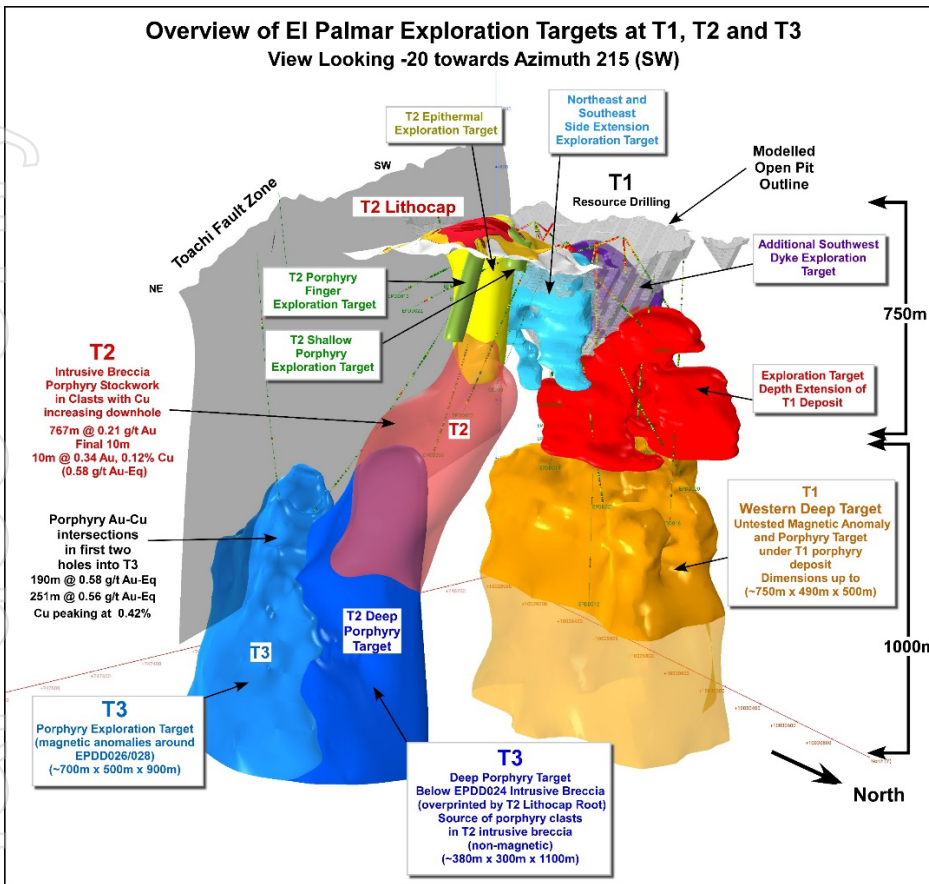 Overview of El Palmar Exploration Targets at T1, T2 and T3
View Looking -20 towards Azimuth 215 (SW)
T2 Epithermal
Exploration Target
Northeast and
Southeast
Side Extension
Exploration Target
Modelled
Open Pit
Outline
SW
Toachi Fault Zone
NE
T2 Lithocap
T1
Resource Drilling
Additional Southwest
Dyke Exploration
Target
750m
T2 Porphyry
Finger
Exploration Target
T2 Shallow
Porphyry
Exploration Target
T2
Intrusive Breccia
Porphyry Stockwork
in Clasts with Cu
increasing downhole
767m @ 0.21 g/t Au
Final 10m
10m @ 0.34 Au, 0.12% Cu
(0.58 g/t Au-Eq)
T2
Exploration Target
Depth Extension of
T1 Deposit
Porphyry Au-Cu
intersections
in first two
holes into T3
190m @ 0.58 g/t Au-Eq
251m @ 0.56 g/t Au-Eq
Cu peaking at 0.42%
T1
Western Deep Target
Untested Magnetic Anomaly
and Porphyry Target
under T1 porphyry
deposit
Dimensions up to
(~750m x 490m x 500m)
T2 Deep
Porphyry
Target
T3
1000m
T3
Porphyry Exploration Target
(magnetic anomalies around
EPDD026/028)
(~700m x 500m x 900m)
T3
Deep Porphyry Target
Below EPDD024 Intrusive Breccia
(overprinted by T2 Lithocap Root)
Source of porphyry clasts
in T2 intrusive breccia
(non-magnetic)
(~380m x 300m x 1100m)
North